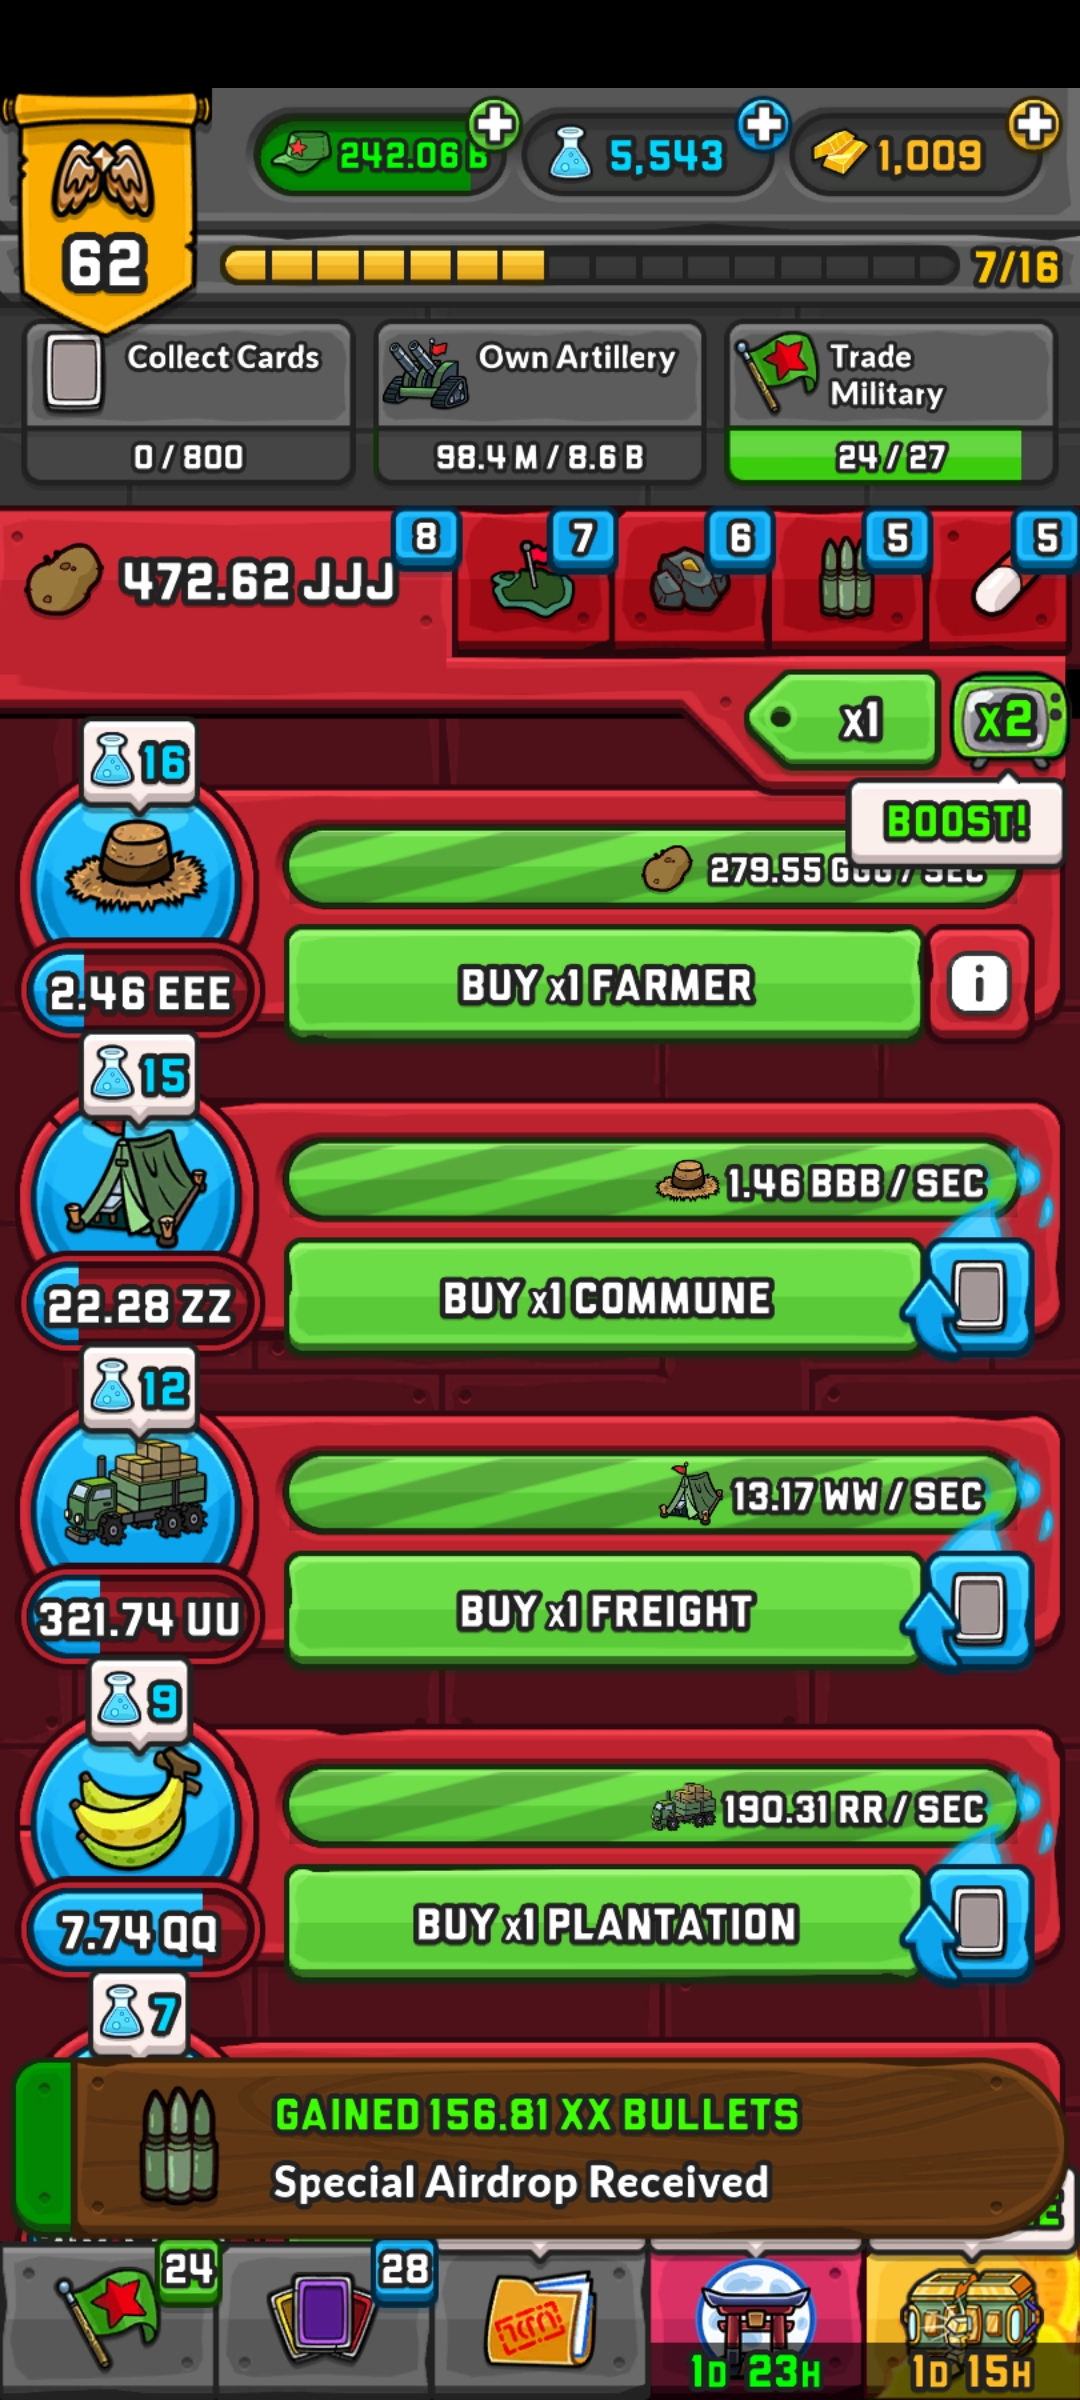 242.06 B
5,543
1,009
62
7/16
Collect Cards
Own Artillery
Trade
Military
0 / 800
98.4 M / 8.6 B
24 / 27
472.62 JJJ
8
7
6
5
5
x1
x2
BOOST!
16
279.55 GGG / SEC
2.46 EEE
BUY x1 FARMER
i
15
1.46 BBB / SEC
22.28 ZZ
BUY x1 COMMUNE
12
13.17 WW / SEC
321.74 UU
BUY x1 FREIGHT
9
190.31 RR / SEC
7.74 QQ
BUY x1 PLANTATION
7
GAINED 156.81 XX BULLETS
Special Airdrop Received
24
28
1D 23H
1D 15H